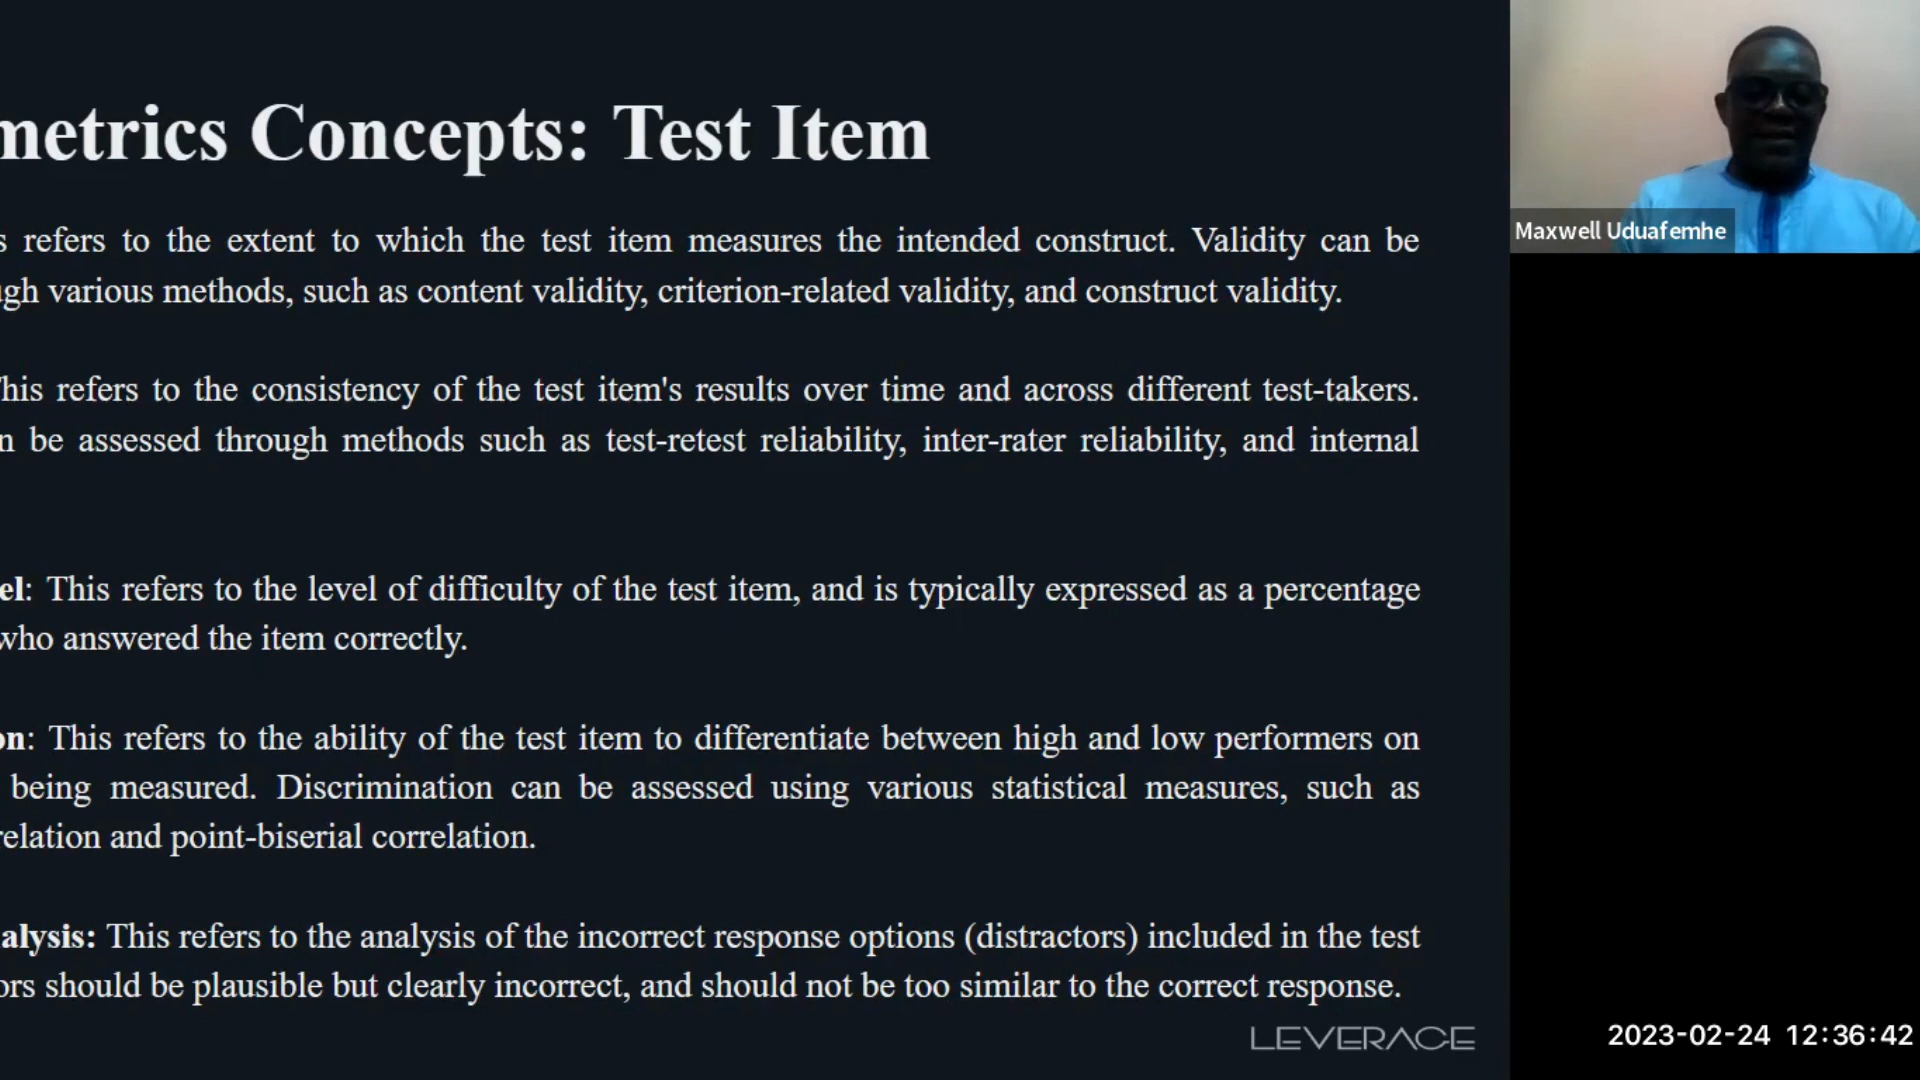 metrics Concepts: Test Item
s refers to the extent to which the test item measures the intended construct. Validity can be
gh various methods, such as content validity, criterion-related validity, and construct validity.
his refers to the consistency of the test item's results over time and across different test-takers.
n be assessed through methods such as test-retest reliability, inter-rater reliability, and internal
el: This refers to the level of difficulty of the test item, and is typically expressed as a percentage
who answered the item correctly.
on: This refers to the ability of the test item to differentiate between high and low performers on
being measured. Discrimination can be assessed using various statistical measures, such as
relation and point-biserial correlation.
alysis: This refers to the analysis of the incorrect response options (distractors) included in the test
ors should be plausible but clearly incorrect, and should not be too similar to the correct response.
LEVERAGE
Maxwell Uduafemhe
2023-02-24 12:36:42